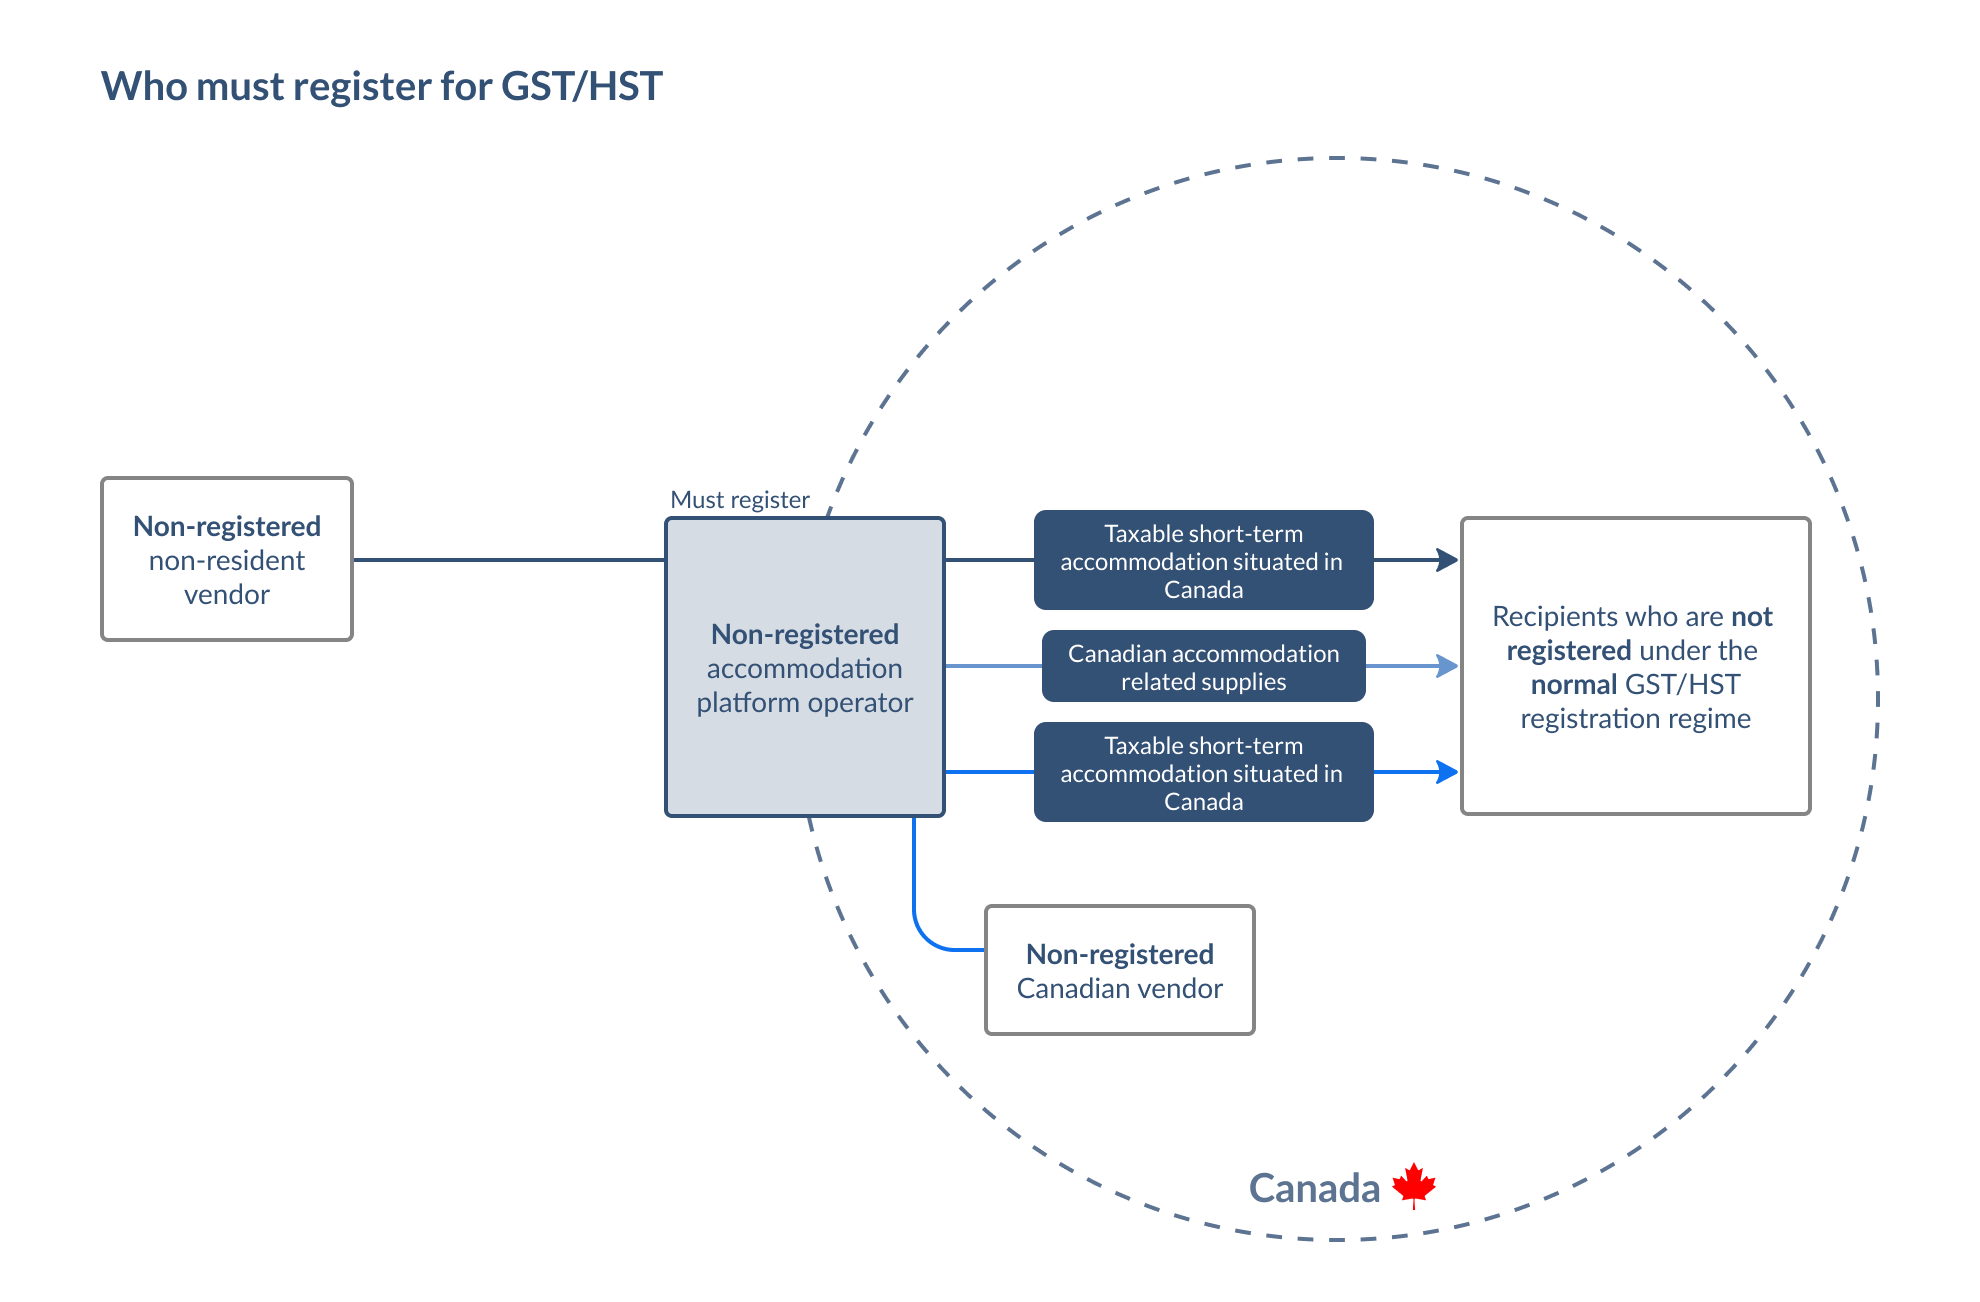 Who must register for GST/HST
Non-registered
non-resident
vendor
Must register
Non-registered
accommodation
platform operator
Taxable short-term
accommodation situated in
Canada
Canadian accommodation
related supplies
Taxable short-term
accommodation situated in
Canada
Recipients who are not
registered under the
normal GST/HST
registration regime
Non-registered
Canadian vendor
Canada